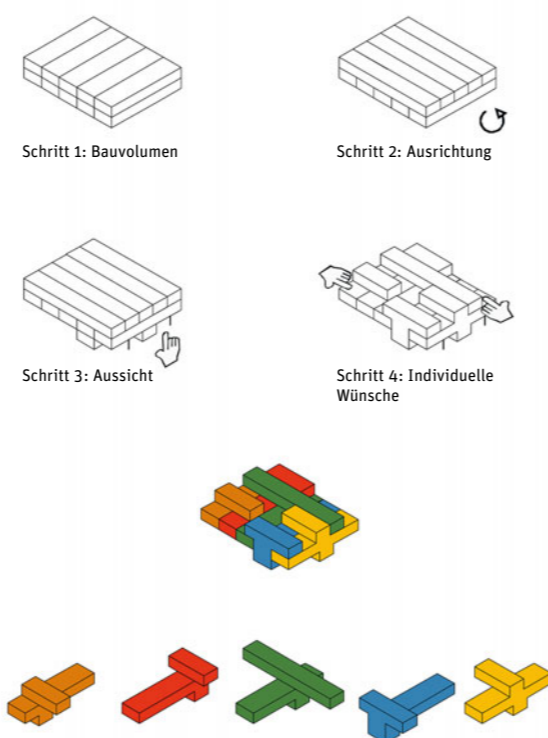 Schritt 1: Bauvolumen
Schritt 2: Ausrichtung
Schritt 3: Aussicht
Schritt 4: Individuelle
Wünsche